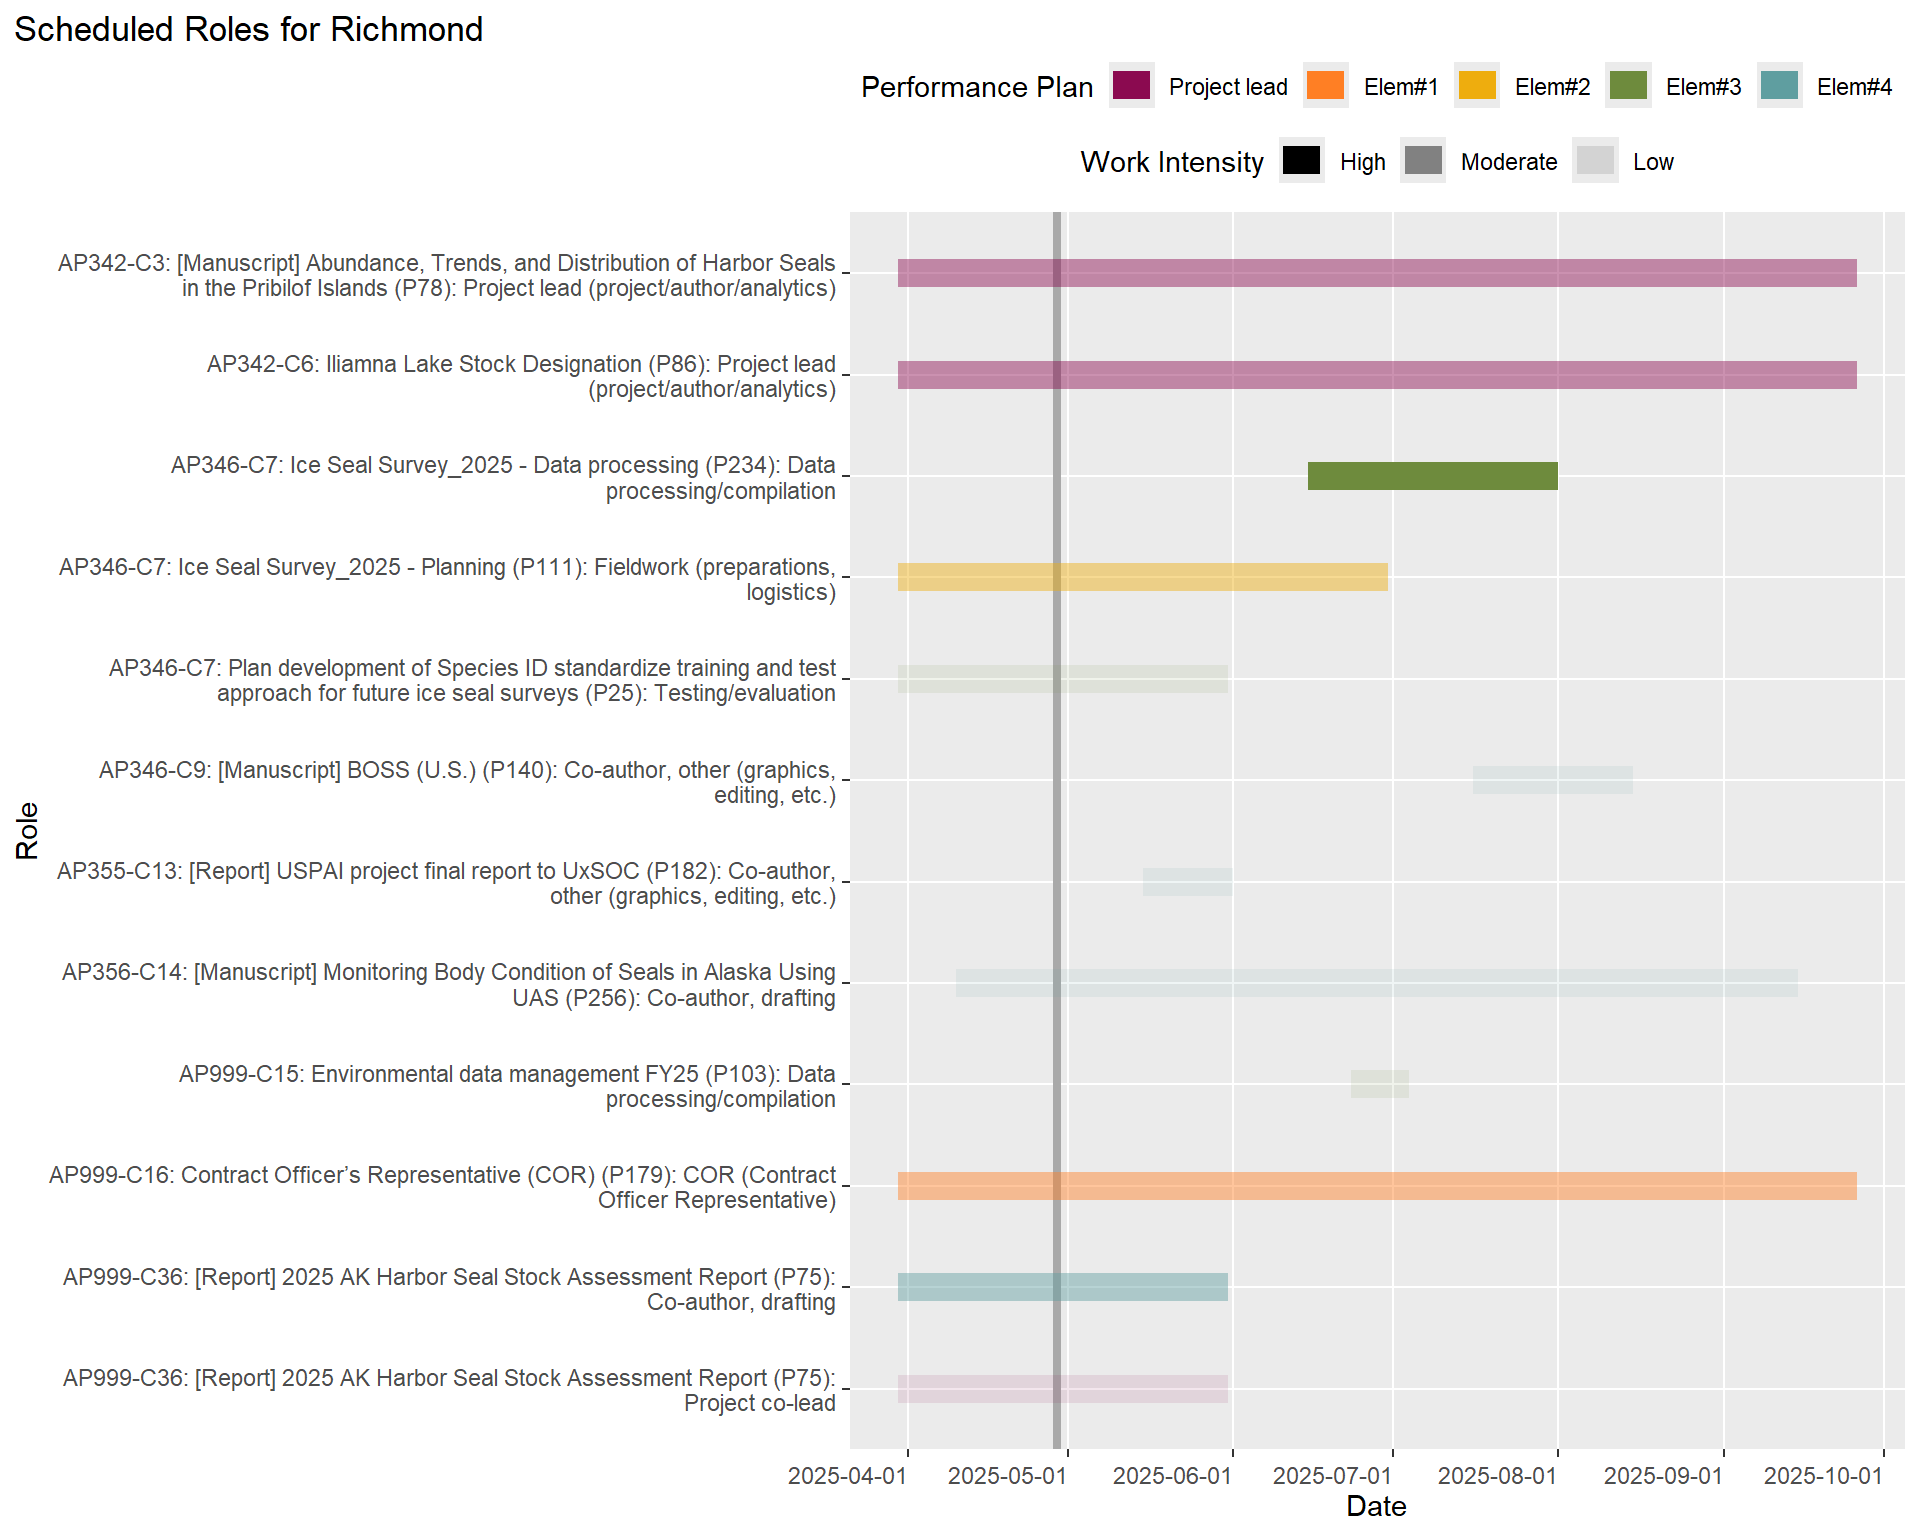 Scheduled Roles for Richmond
Performance Plan Project lead Elem#1 Elem#2 Elem#3 Elem#4
Work Intensity High Moderate Low
AP342-C3: [Manuscript] Abundance, Trends, and Distribution of Harbor Seals
in the Pribilof Islands (P78): Project lead (project/author/analytics)
AP342-C6: Iliamna Lake Stock Designation (P86): Project lead
(project/author/analytics)
AP346-C7: Ice Seal Survey_2025 - Data processing (P234): Data
processing/compilation
AP346-C7: Ice Seal Survey_2025 - Planning (P111): Fieldwork (preparations,
logistics)
AP346-C7: Plan development of Species ID standardize training and test
approach for future ice seal surveys (P25): Testing/evaluation
AP346-C9: [Manuscript] BOSS (U.S.) (P140): Co-author, other (graphics,
editing, etc.)
AP355-C13: [Report] USPAI project final report to UxSOC (P182): Co-author,
other (graphics, editing, etc.)
AP356-C14: [Manuscript] Monitoring Body Condition of Seals in Alaska Using
UAS (P256): Co-author, drafting
AP999-C15: Environmental data management FY25 (P103): Data
processing/compilation
AP999-C16: Contract Officer’s Representative (COR) (P179): COR (Contract
Officer Representative)
AP999-C36: [Report] 2025 AK Harbor Seal Stock Assessment Report (P75):
Co-author, drafting
AP999-C36: [Report] 2025 AK Harbor Seal Stock Assessment Report (P75):
Project co-lead
Role
2025-04-01 2025-05-01 2025-06-01 2025-07-01 2025-08-01 2025-09-01 2025-10-01
Date